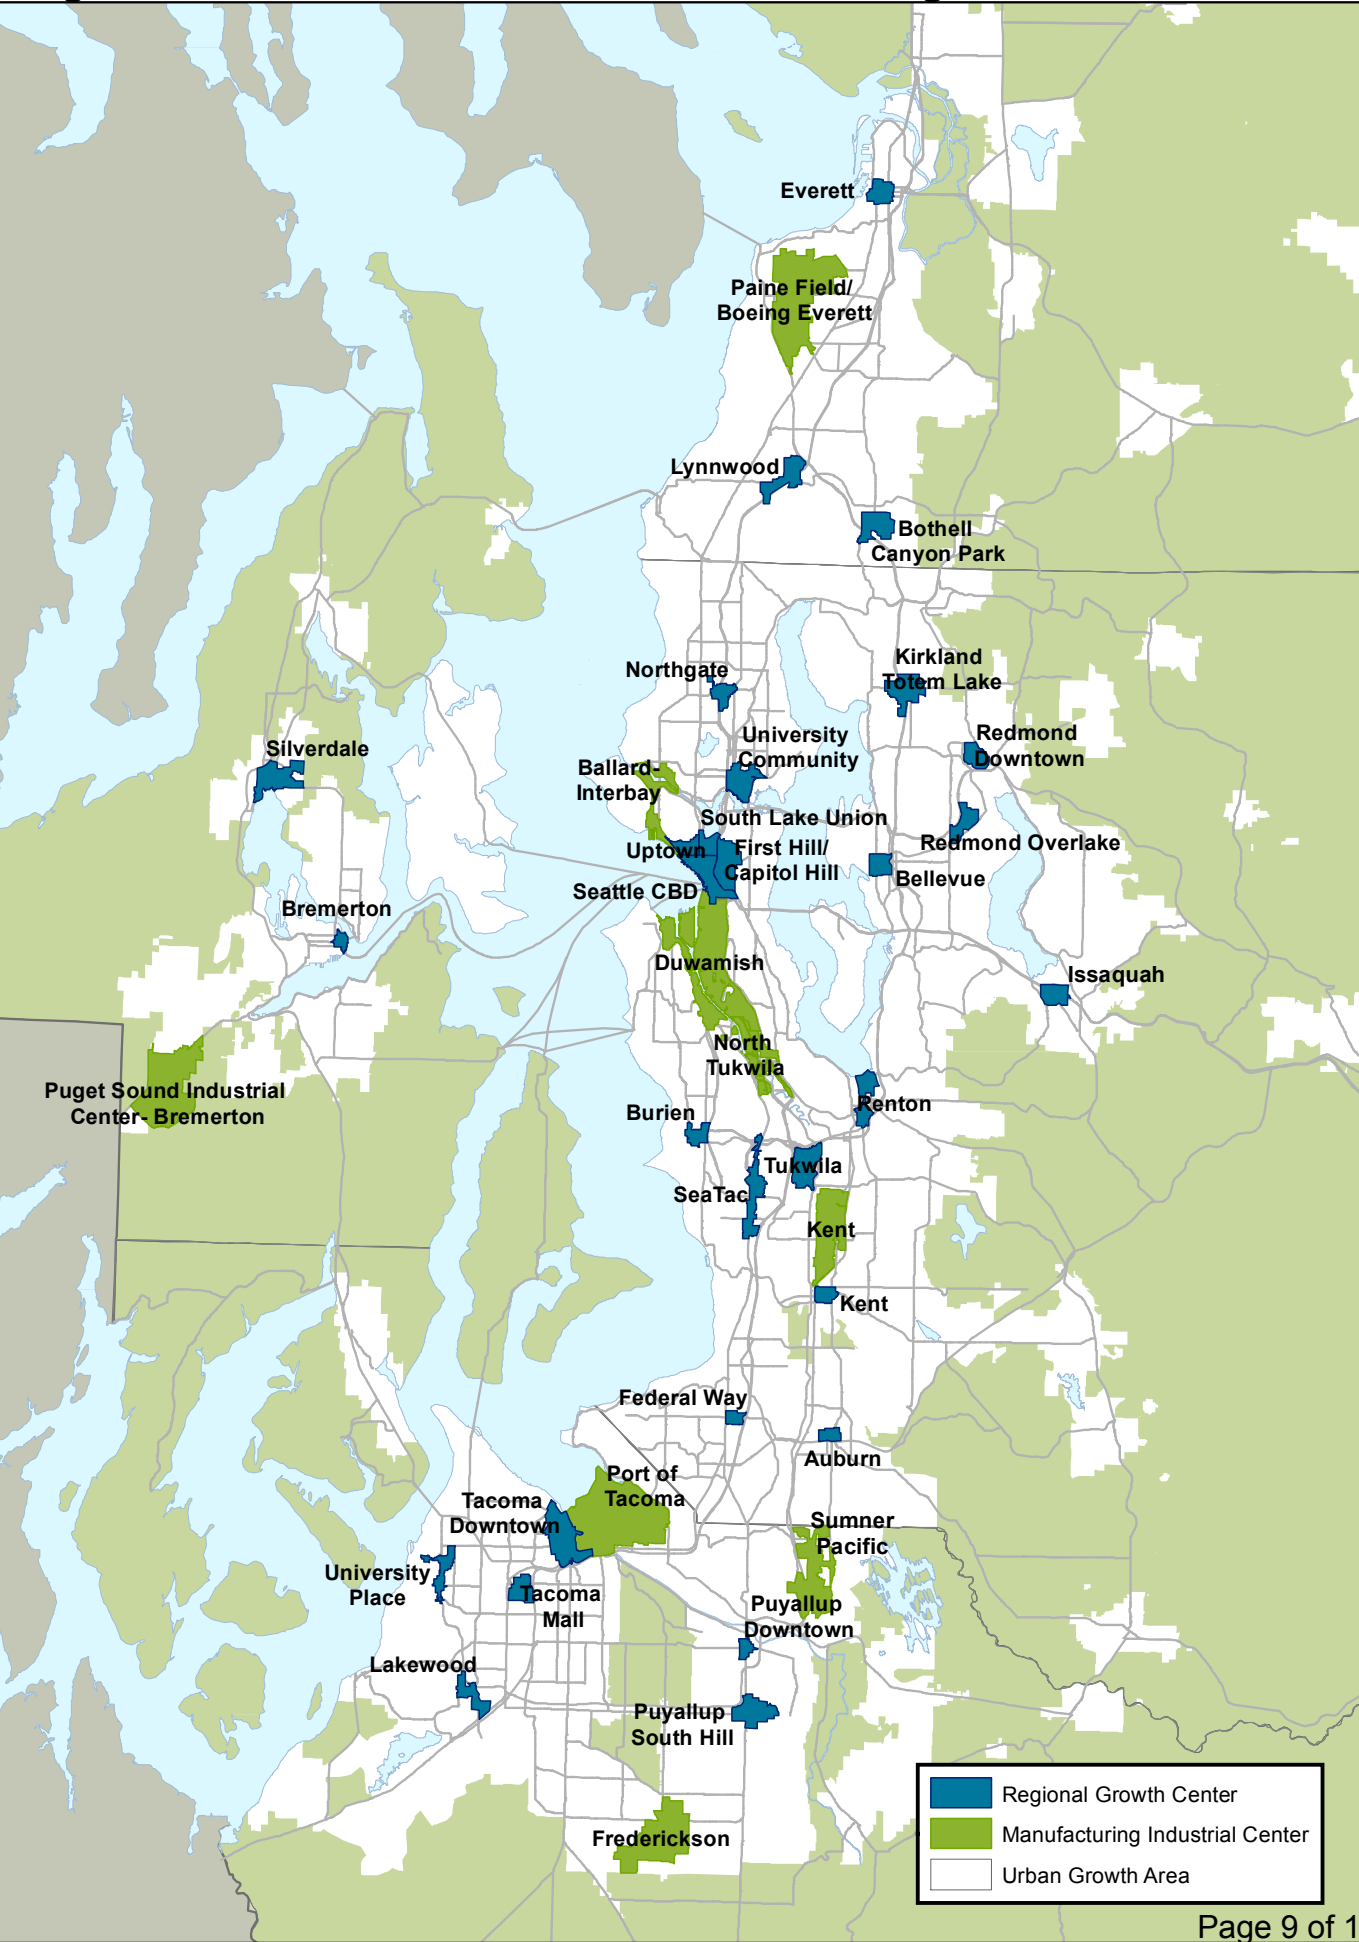 Everett
Paine Field/
Boeing Everett
Lynnwood
Bothell
Canyon Park
Northgate
Kirkland
Totem Lake
University
Community
Redmond
Downtown
Silverdale
Ballard-
Interbay
South Lake Union
Uptown
First Hill/
Capitol Hill
Redmond Overlake
Bellevue
Seattle CBD
Bremerton
Duwamish
Issaquah
North
Tukwila
Puget Sound Industrial
Center- Bremerton
Burien
Renton
Tukwila
SeaTac
Kent
Kent
Federal Way
Auburn
Port of
Tacoma
Tacoma
Downtown
Sumner
Pacific
University
Place
Tacoma
Mall
Puyallup
Downtown
Lakewood
Puyallup
South Hill
Frederickson
Regional Growth Center
Manufacturing Industrial Center
Urban Growth Area
Page 9 of 1